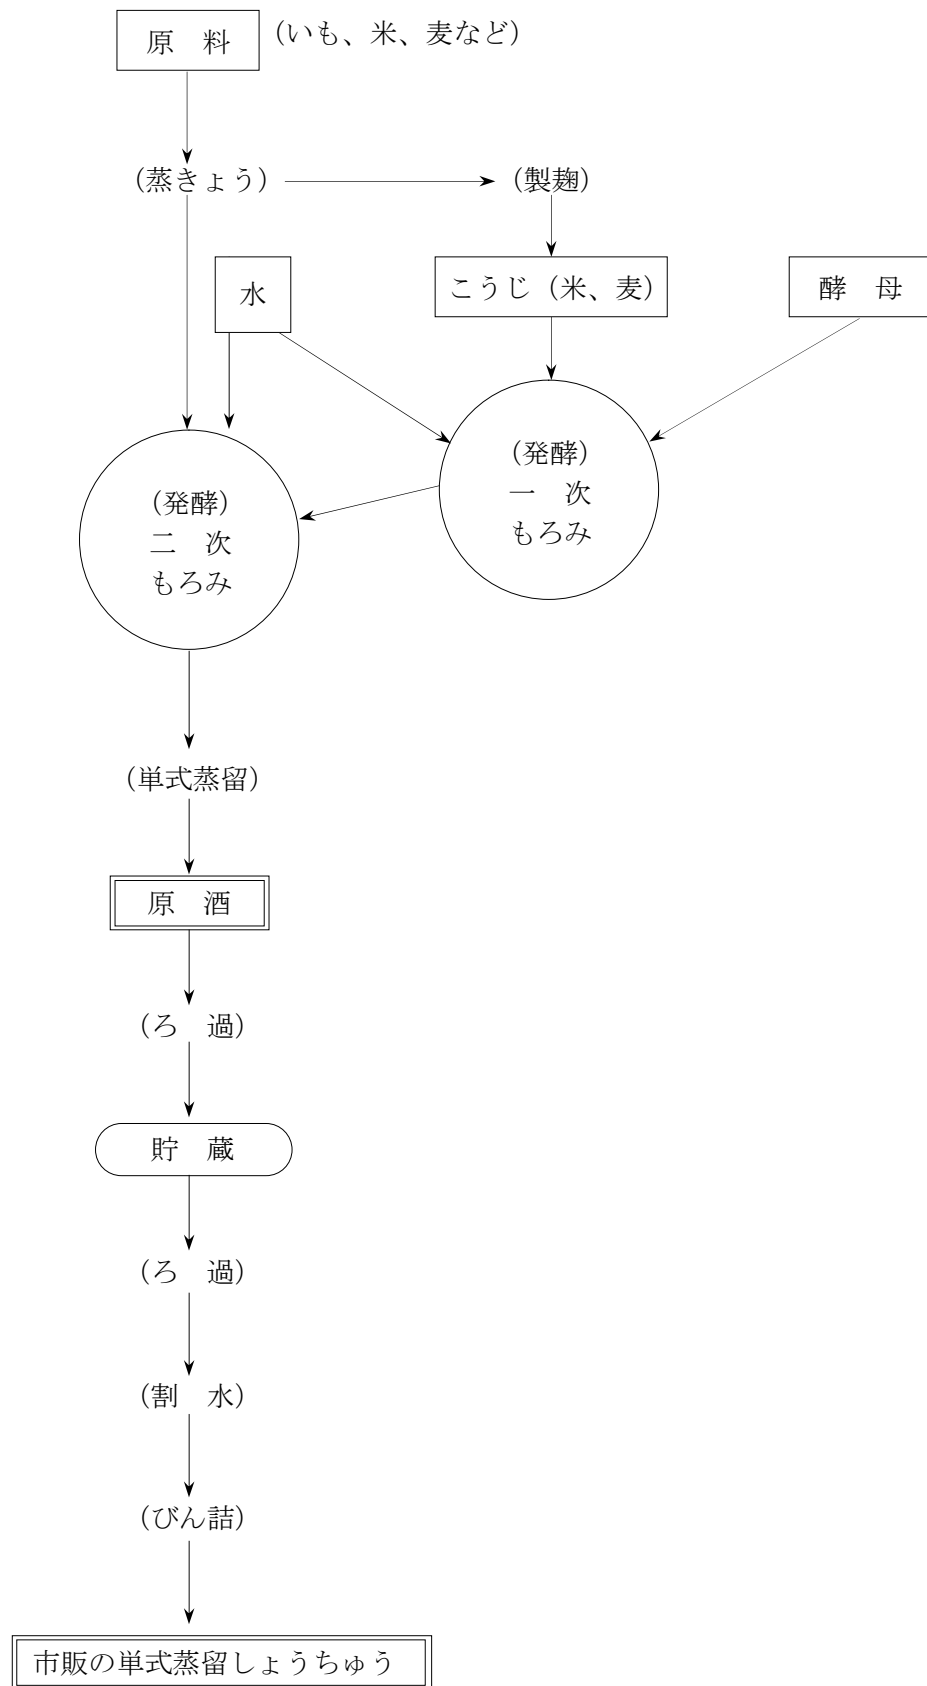 原　料
(いも、米、麦など)
(蒸きょう)
(製麹)
水
こうじ（米、麦）
酵　母
(発酵)
一　次
もろみ
(発酵)
二　次
もろみ
(単式蒸留)
原　酒
(ろ　過)
貯　蔵
(ろ　過)
(割　水)
(びん詰)
市販の単式蒸留しょうちゅう